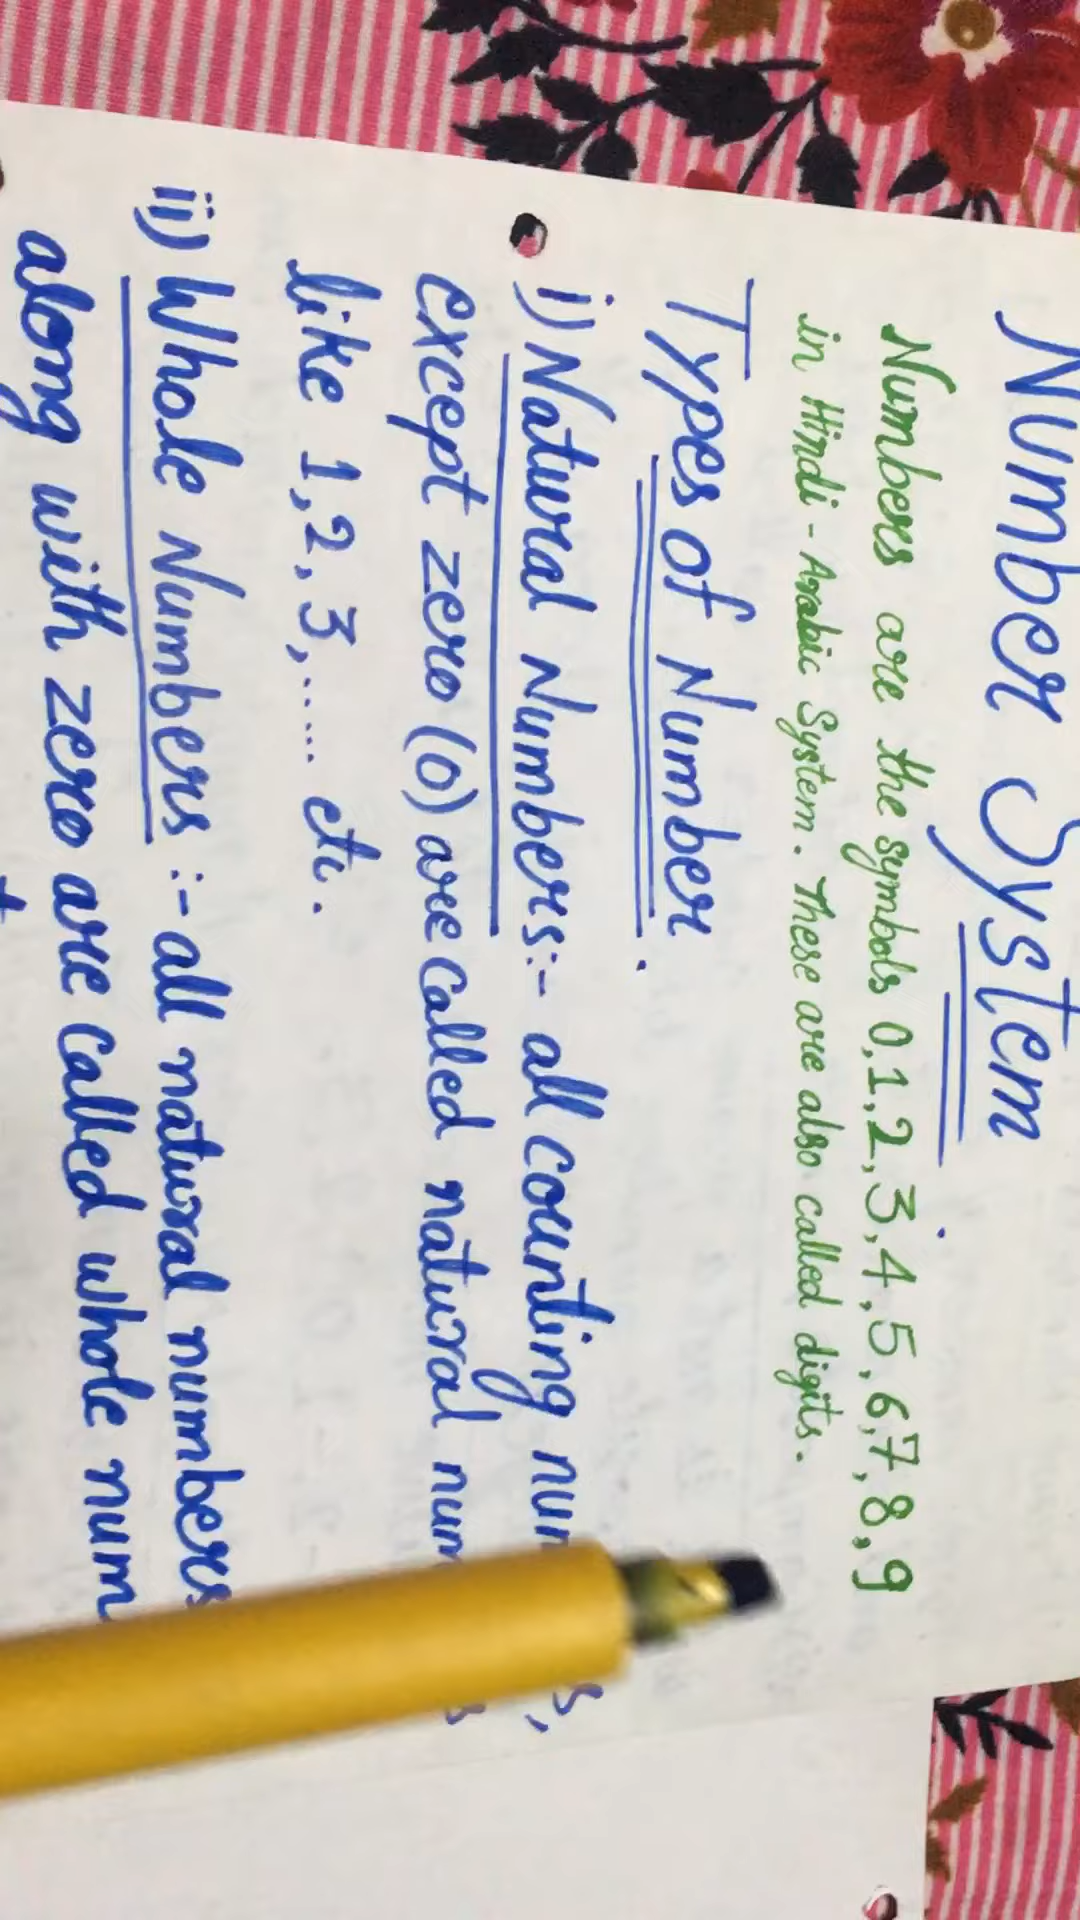 Number System
Numbers are the symbols 0,1,2,3,4,5,6,7,8,9
in Hindi - Arabic System. These are also called digits.
Types of Number
i) Natural Numbers:- all counting
except zero (0) are called natural
like 1,2,3,..... etc.
ii) Whole Numbers :- all natural numbers
along with zero are called whole num